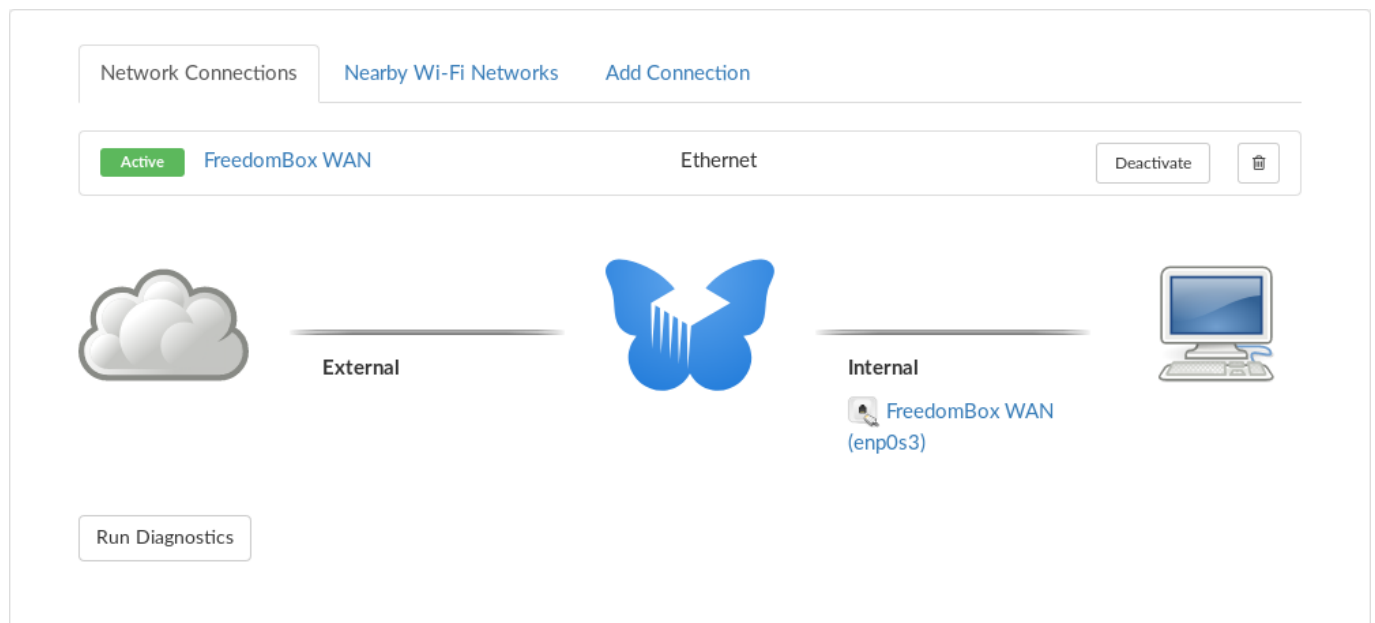 Network Connections Nearby Wi-Fi Networks Add Connection
Active FreedomBox WAN Ethernet Deactivate
External
Internal
FreedomBox WAN
(enp0s3)
Run Diagnostics